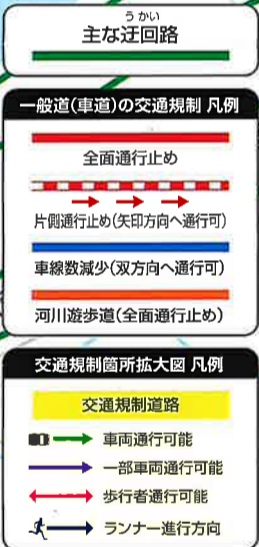 うかい
主な迂回路
一般道(車道)の交通規制 凡例
全面通行止め
片側通行止め(矢印方向へ通行可)
車線数減少(双方向へ通行可)
河川遊歩道(全面通行止め)
交通規制箇所拡大図 凡例
交通規制道路
車両通行可能
一部車両通行可能
歩行者通行可能
ランナー進行方向